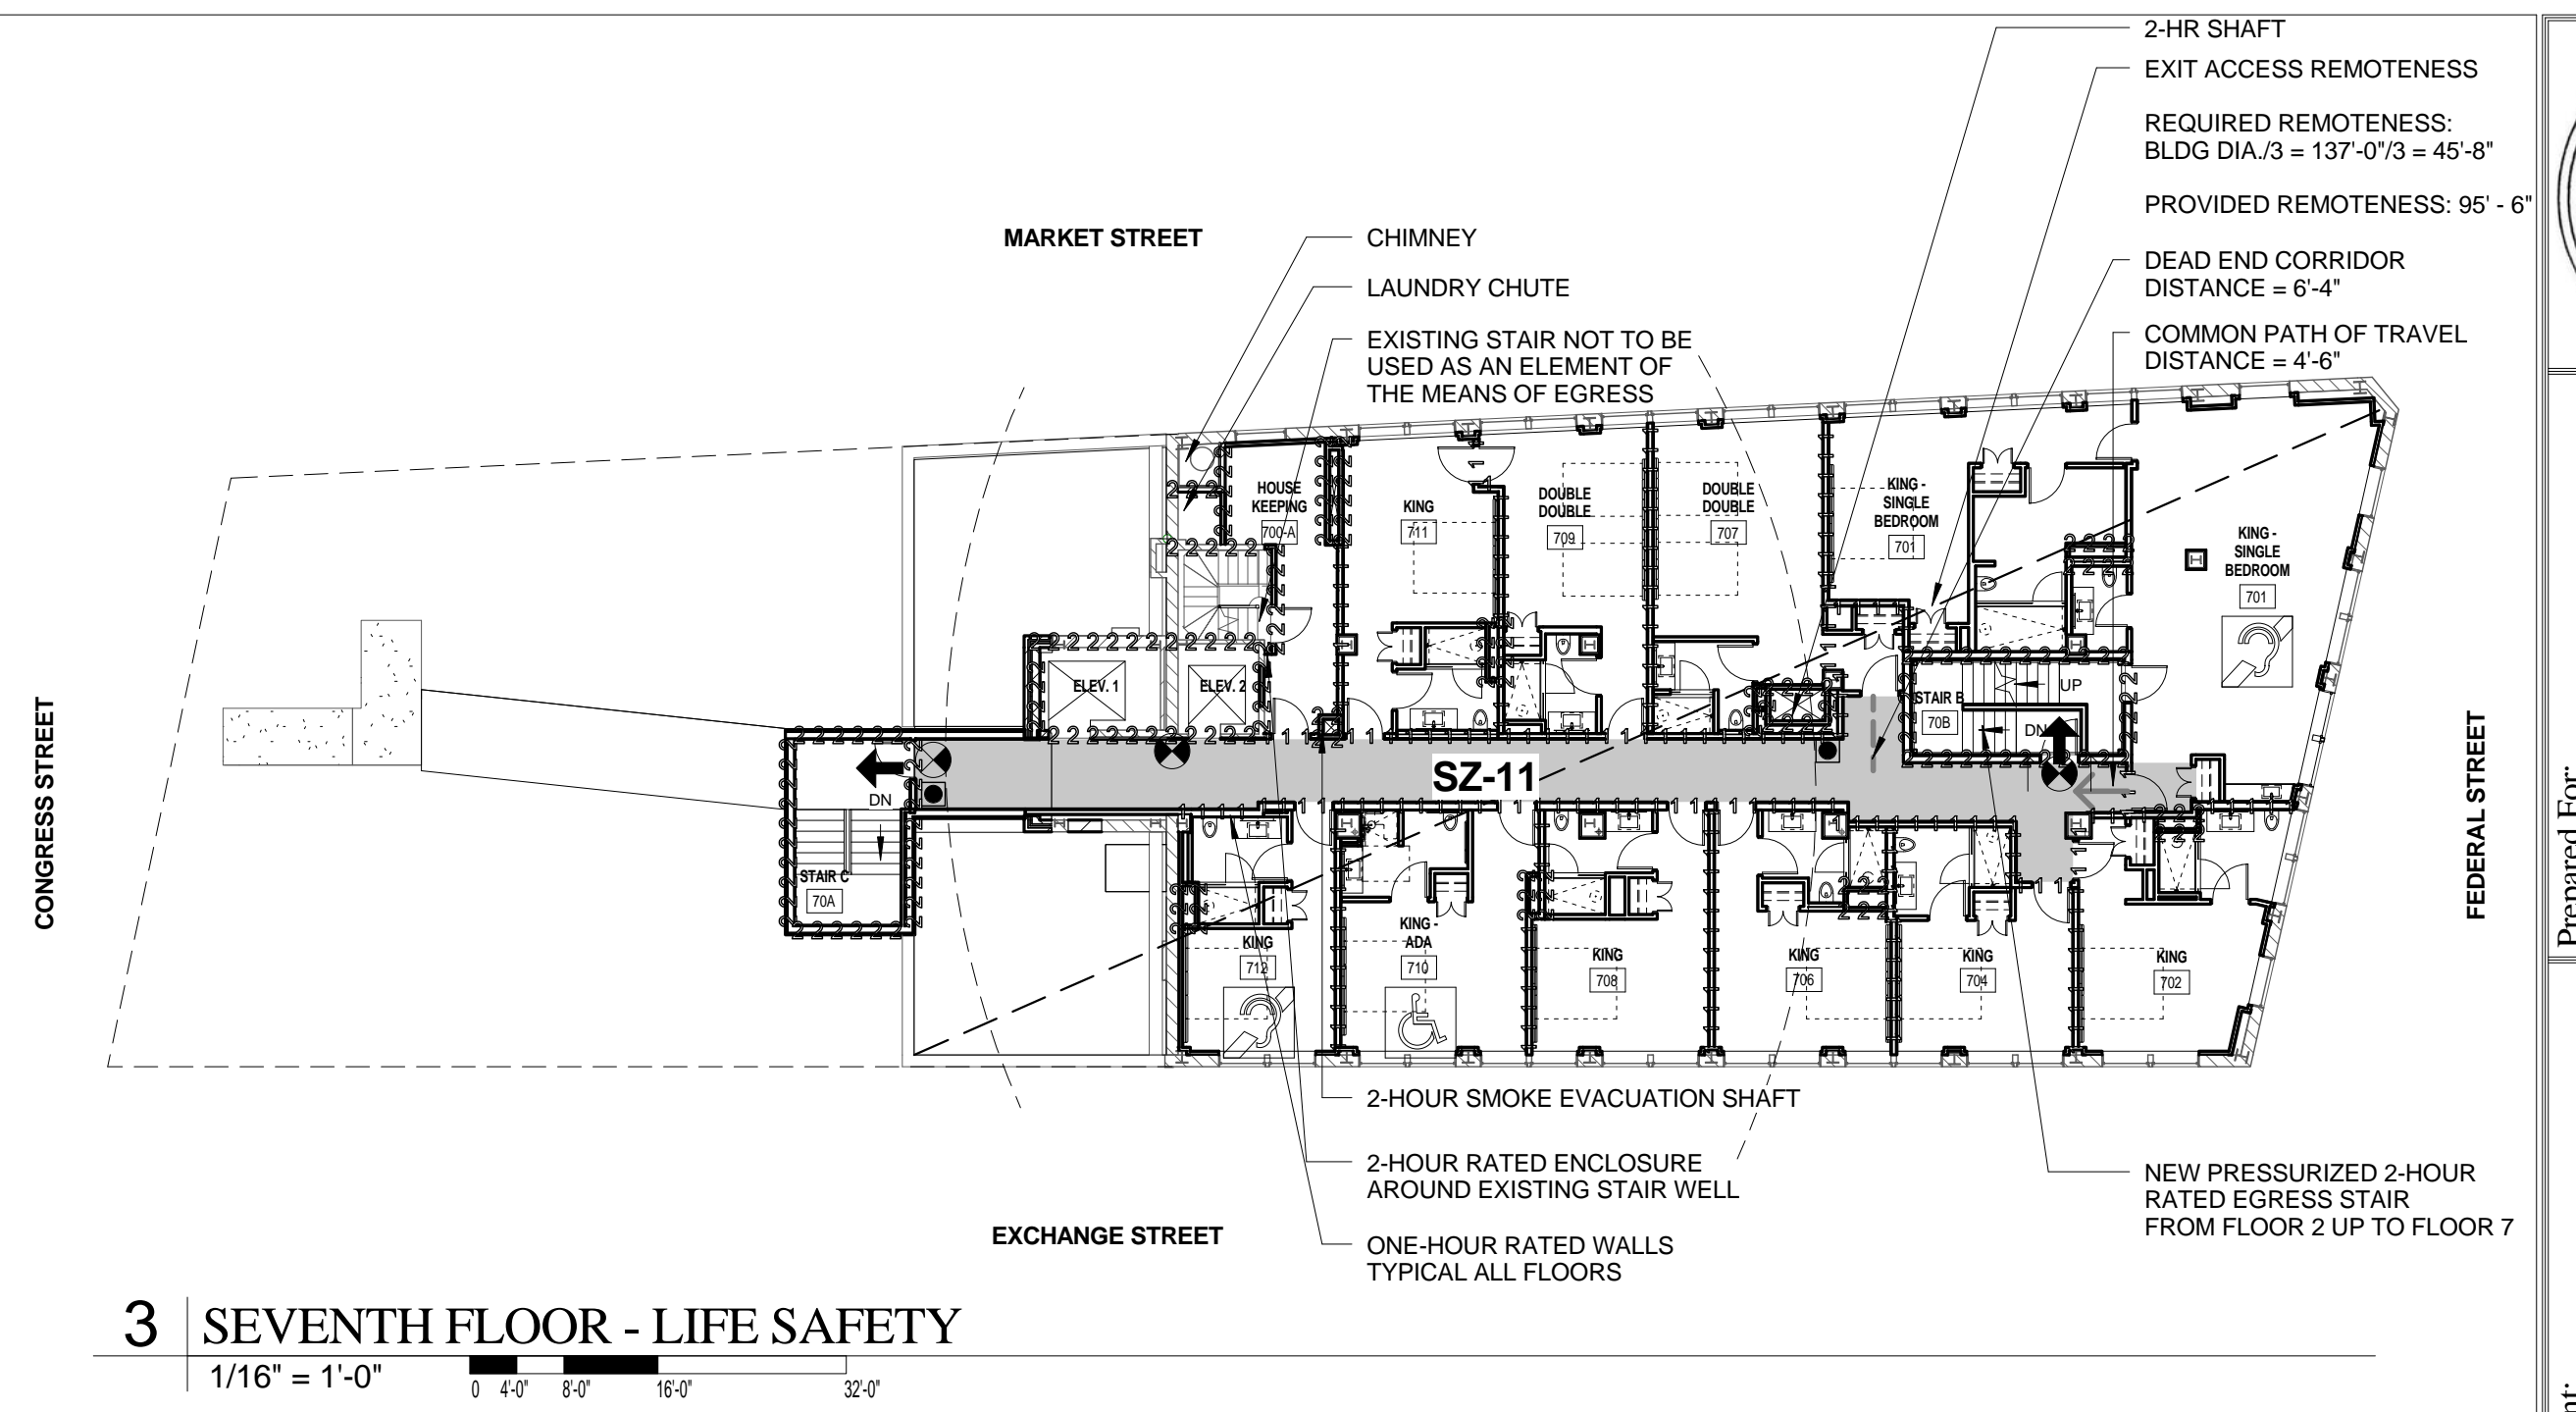 2-HR SHAFT
EXIT ACCESS REMOTENESS
REQUIRED REMOTENESS:
BLDG DIA./3 = 137'-0"/3 = 45'-8"
PROVIDED REMOTENESS: 95' - 6"
DEAD END CORRIDOR
DISTANCE = 6'-4"
COMMON PATH OF TRAVEL
DISTANCE = 4'-6"
MARKET STREET
CHIMNEY
LAUNDRY CHUTE
EXISTING STAIR NOT TO BE
USED AS AN ELEMENT OF
THE MEANS OF EGRESS
HOUSE
KEEPING
700-A
KING
711
DOUBLE
DOUBLE
709
DOUBLE
DOUBLE
707
KING -
SINGLE
BEDROOM
701
KING -
SINGLE
BEDROOM
701
ELEV. 1
ELEV. 2
STAIR B
70B
UP
DN
SZ-11
DN
STAIR C
70A
KING
712
KING -
ADA
710
KING
708
KING
706
KING
704
KING
702
CONGRESS STREET
FEDERAL STREET
Prepared For:
2-HOUR SMOKE EVACUATION SHAFT
2-HOUR RATED ENCLOSURE
AROUND EXISTING STAIR WELL
ONE-HOUR RATED WALLS
TYPICAL ALL FLOORS
NEW PRESSURIZED 2-HOUR
RATED EGRESS STAIR
FROM FLOOR 2 UP TO FLOOR 7
EXCHANGE STREET
3 SEVENTH FLOOR - LIFE SAFETY
1/16" = 1'-0"
0 4'-0" 8'-0" 16'-0" 32'-0"